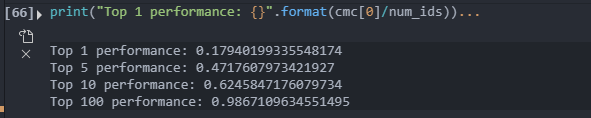 [66] print("Top 1 performance: {}".format(cmc[0]/num_ids))...
Top 1 performance: 0.17940199335548174
Top 5 performance: 0.4717607973421927
Top 10 performance: 0.6245847176079734
Top 100 performance: 0.9867109634551495